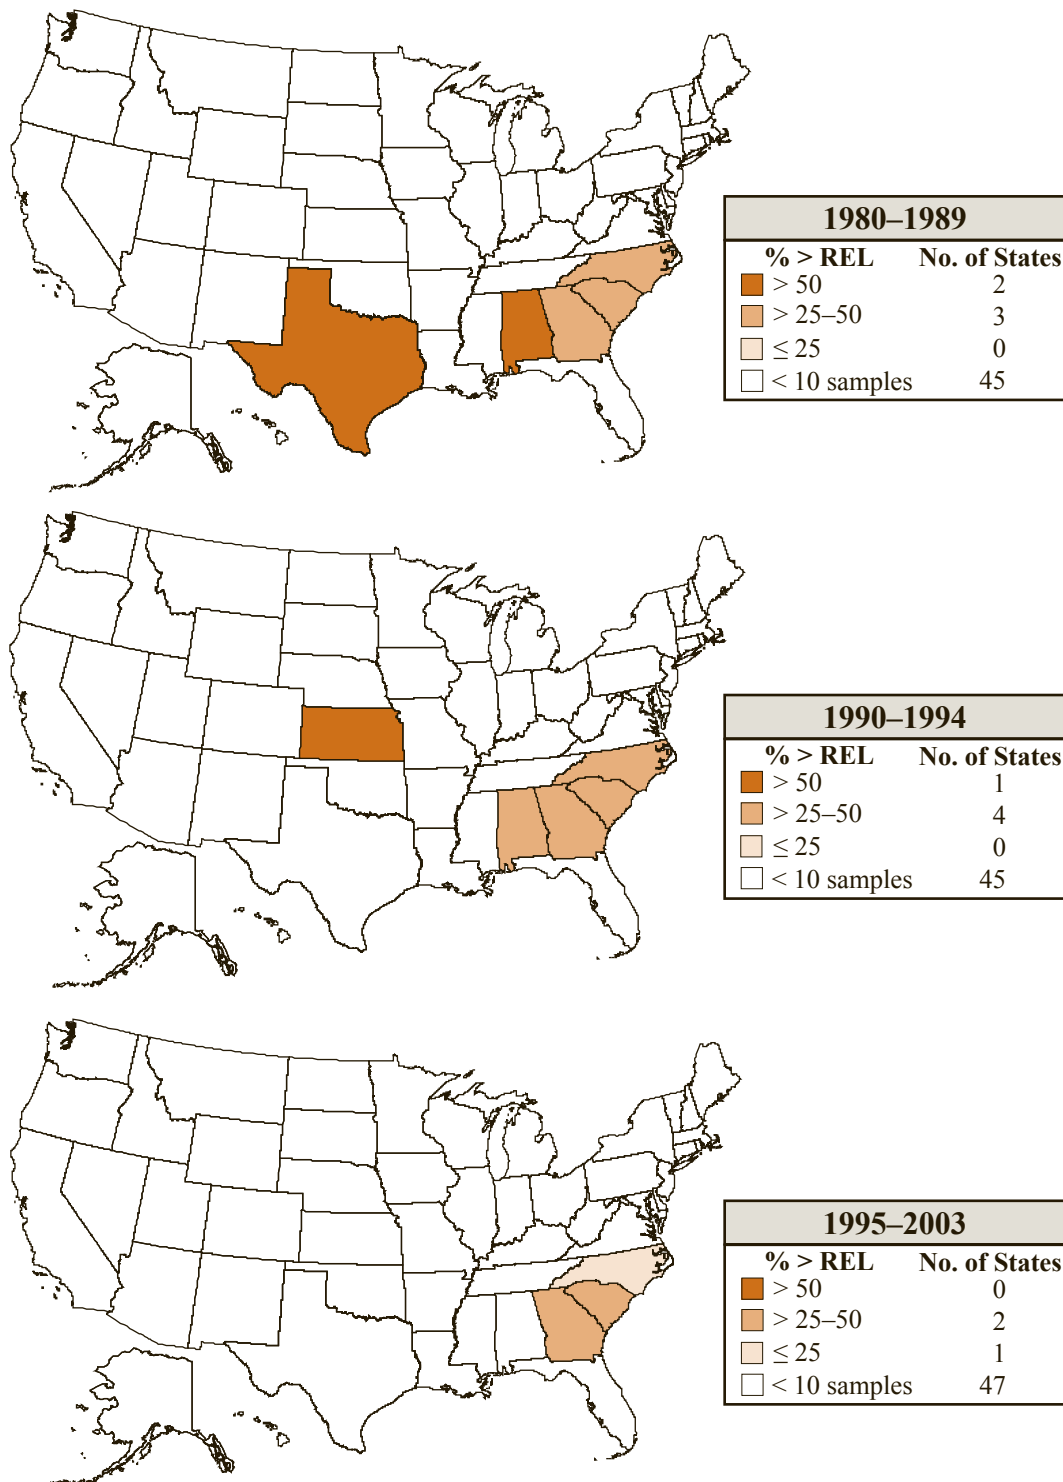 1980–1989
% > REL No. of States
> 50 2
> 25–50 3
≤ 25 0
< 10 samples 45
1990–1994
% > REL No. of States
> 50 1
> 25–50 4
≤ 25 0
< 10 samples 45
1995–2003
% > REL No. of States
> 50 0
> 25–50 2
≤ 25 1
< 10 samples 47